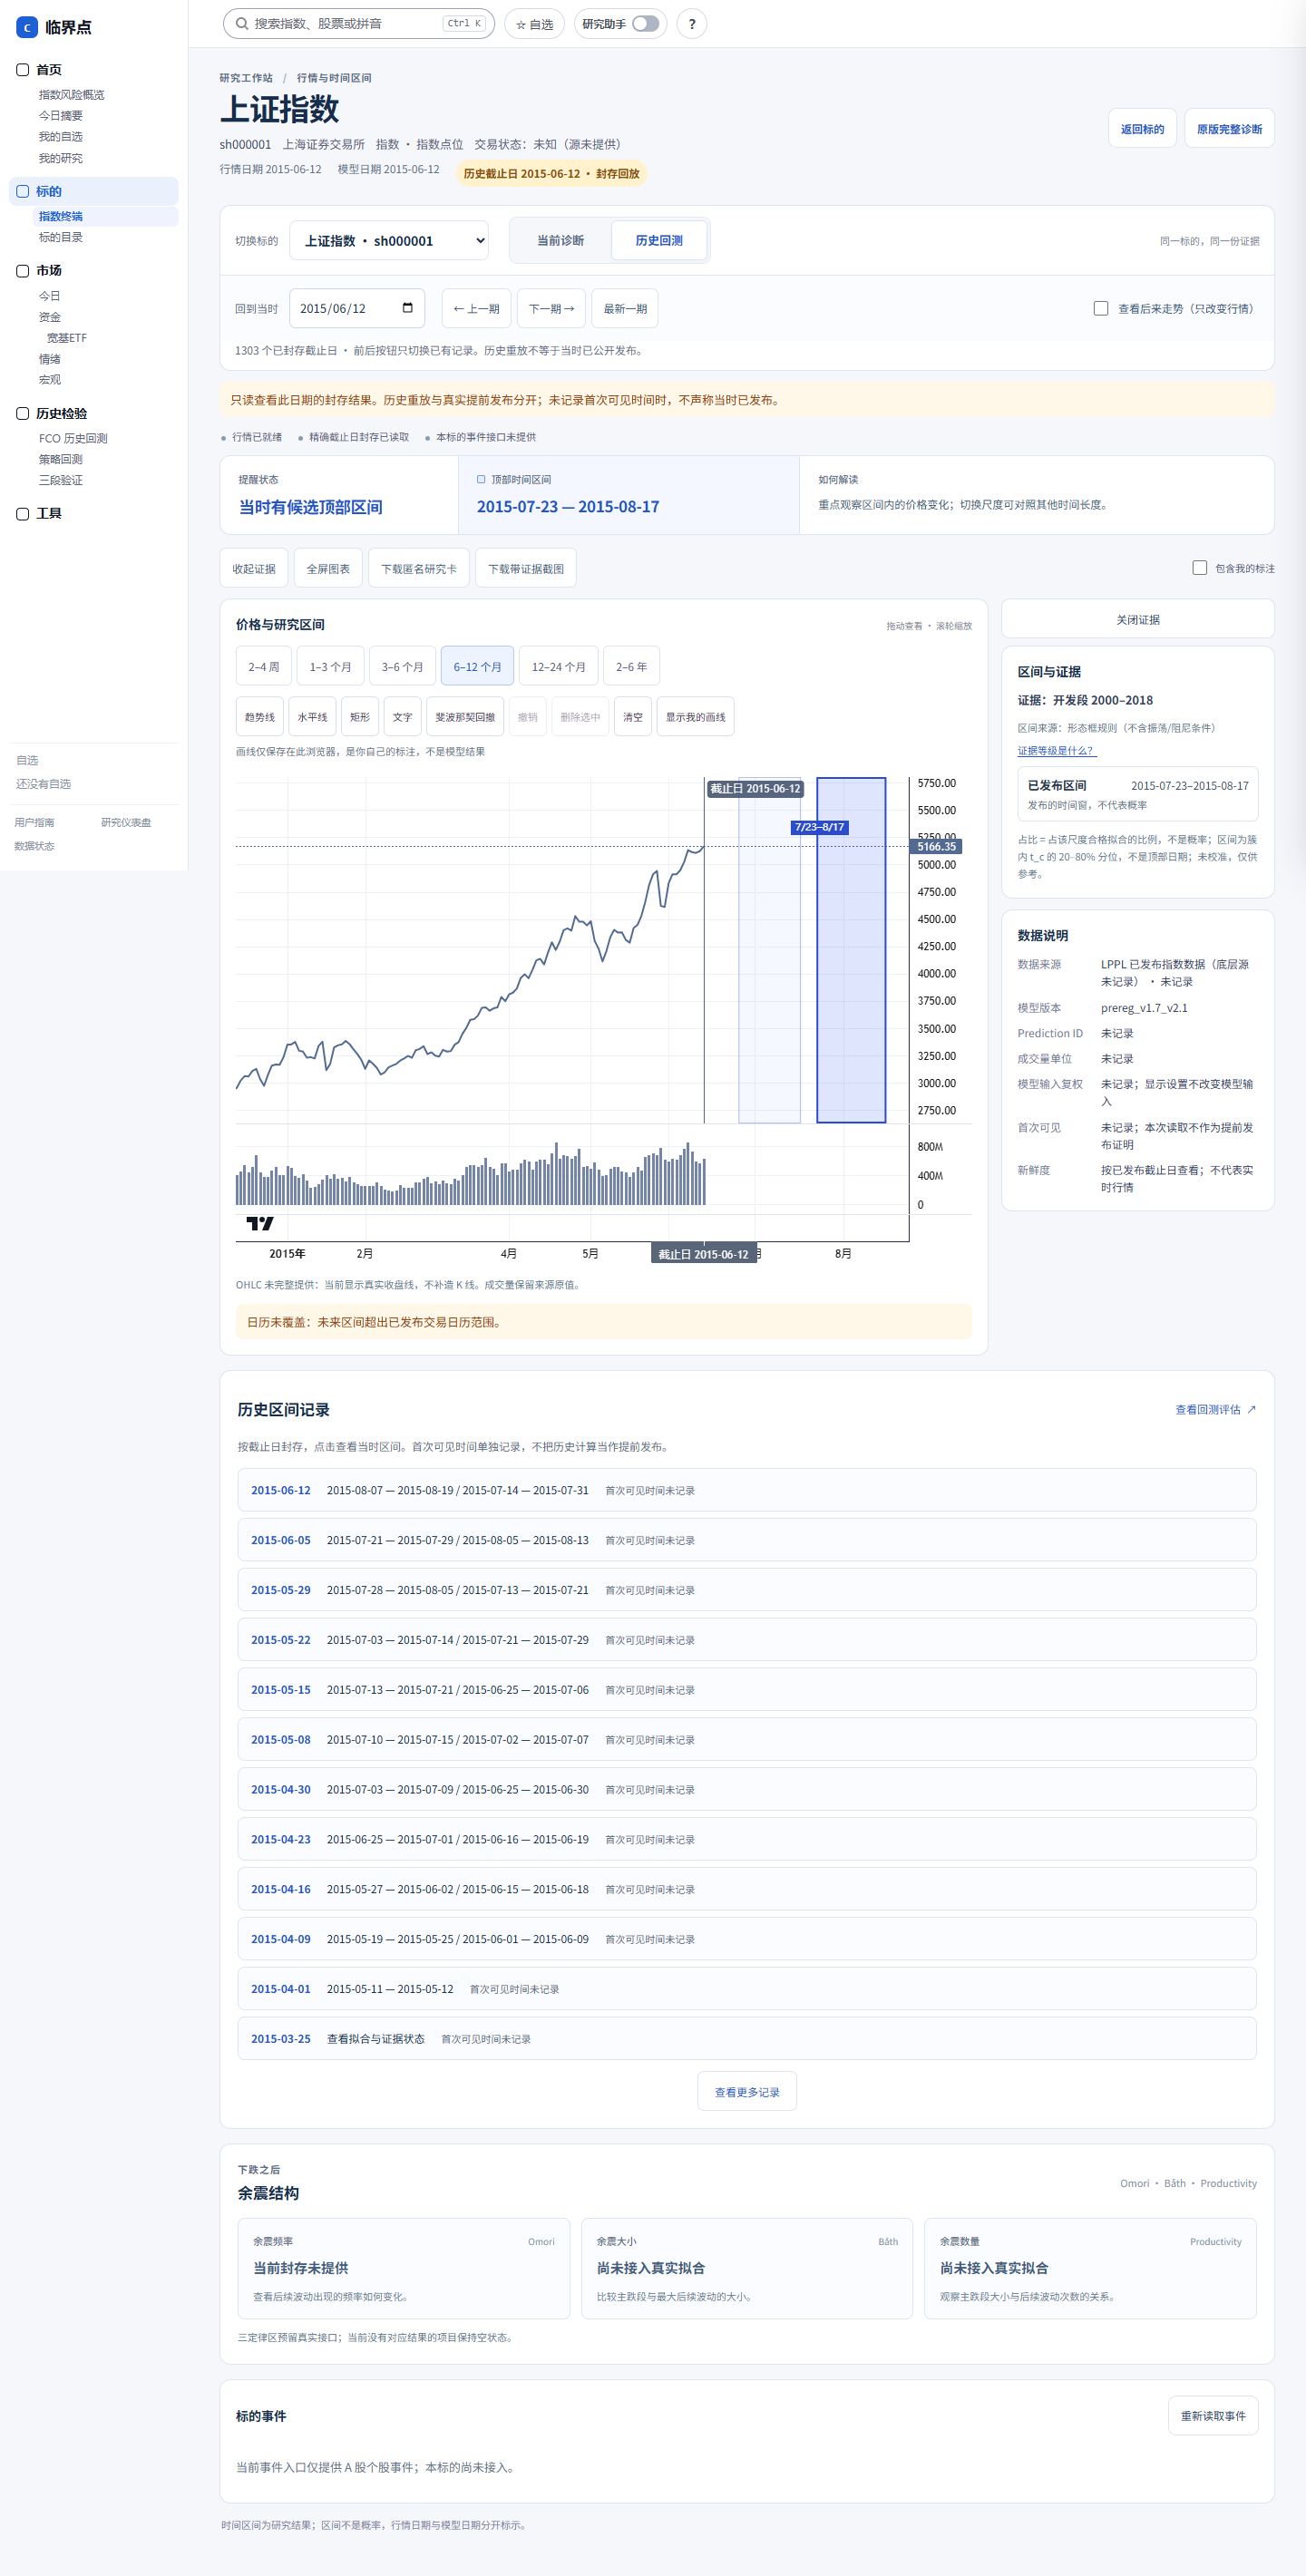 C 临界点
搜索指数、股票或拼音 Ctrl K
☆ 自选
研究助手
?
首页
指数风险概览
今日摘要
我的自选
我的研究
标的
指数终端
标的目录
市场
今日
资金
宽基ETF
情绪
宏观
历史检验
FCO 历史回测
策略回测
三段验证
工具
自选
还没有自选
用户指南 研究仪表盘
数据状态
研究工作站 / 行情与时间区间
上证指数
sh000001 上海证券交易所 指数 · 指数点位 交易状态：未知（源未提供）
行情日期 2015-06-12 模型日期 2015-06-12 历史截止日 2015-06-12 · 封存回放
返回标的 原版完整诊断
切换标的 上证指数 · sh000001 当前诊断 历史回测 同一标的，同一份证据
回到当时 2015/06/12 ← 上一期 下一期 → 最新一期 查看后来走势（只改变行情）
1303 个已封存截止日 · 前后按钮只切换已有记录。历史重放不等于当时已公开发布。
只读查看此日期的封存结果。历史重放与真实提前发布分开；未记录首次可见时间时，不声称当时已发布。
行情已就绪 精确截止日封存已读取 本标的事件接口未提供
提醒状态
当时有候选顶部区间
顶部时间区间
2015-07-23 — 2015-08-17
如何解读
重点观察区间内的价格变化；切换尺度可对照其他时间长度。
收起证据 全屏图表 下载匿名研究卡 下载带证据截图 包含我的标注
价格与研究区间 拖动查看 · 滚轮缩放
2–4 周 1–3 个月 3–6 个月 6–12 个月 12–24 个月 2–6 年
趋势线 水平线 矩形 文字 斐波那契回撤 撤销 删除选中 清空 显示我的画线
画线仅保存在此浏览器，是你自己的标注，不是模型结果
截止日 2015-06-12
7/23–8/17
5750.00
5500.00
5250.00
5166.35
5000.00
4750.00
4500.00
4250.00
4000.00
3750.00
3500.00
3250.00
3000.00
2750.00
800M
400M
0
2015年 2月 4月 5月 截止日 2015-06-12 月 8月
OHLC 未完整提供：当前显示真实收盘线，不补造 K 线。成交量保留来源原值。
日历未覆盖：未来区间超出已发布交易日历范围。
关闭证据
区间与证据
证据：开发段 2000–2018
区间来源：形态框规则（不含振荡/阻尼条件）
证据等级是什么？
已发布区间 2015-07-23–2015-08-17
发布的时间窗，不代表概率
占比 = 占该尺度合格拟合的比例，不是概率；区间为簇
内 t_c 的 20–80% 分位，不是顶部日期；未校准，仅供
参考。
数据说明
数据来源 LPPL 已发布指数数据（底层源
未记录） · 未记录
模型版本 prereg_v1.7_v2.1
Prediction ID 未记录
成交量单位 未记录
模型输入复权 未记录；显示设置不改变模型输
入
首次可见 未记录；本次读取不作为提前发
布证明
新鲜度 按已发布截止日查看；不代表实
时行情
历史区间记录 查看回测评估 ↗
按截止日封存，点击查看当时区间。首次可见时间单独记录，不把历史计算当作提前发布。
2015-06-12 2015-08-07 — 2015-08-19 / 2015-07-14 — 2015-07-31 首次可见时间未记录
2015-06-05 2015-07-21 — 2015-07-29 / 2015-08-05 — 2015-08-13 首次可见时间未记录
2015-05-29 2015-07-28 — 2015-08-05 / 2015-07-13 — 2015-07-21 首次可见时间未记录
2015-05-22 2015-07-03 — 2015-07-14 / 2015-07-21 — 2015-07-29 首次可见时间未记录
2015-05-15 2015-07-13 — 2015-07-21 / 2015-06-25 — 2015-07-06 首次可见时间未记录
2015-05-08 2015-07-10 — 2015-07-15 / 2015-07-02 — 2015-07-07 首次可见时间未记录
2015-04-30 2015-07-03 — 2015-07-09 / 2015-06-25 — 2015-06-30 首次可见时间未记录
2015-04-23 2015-06-25 — 2015-07-01 / 2015-06-16 — 2015-06-19 首次可见时间未记录
2015-04-16 2015-05-27 — 2015-06-02 / 2015-06-15 — 2015-06-18 首次可见时间未记录
2015-04-09 2015-05-19 — 2015-05-25 / 2015-06-01 — 2015-06-09 首次可见时间未记录
2015-04-01 2015-05-11 — 2015-05-12 首次可见时间未记录
2015-03-25 查看拟合与证据状态 首次可见时间未记录
查看更多记录
下跌之后
余震结构 Omori · Båth · Productivity
余震频率 Omori
当前封存未提供
查看后续波动出现的频率如何变化。
余震大小 Båth
尚未接入真实拟合
比较主跌段与最大后续波动的大小。
余震数量 Productivity
尚未接入真实拟合
观察主跌段大小与后续波动次数的关系。
三定律区预留真实接口；当前没有对应结果的项目保持空状态。
标的事件 重新读取事件
当前事件入口仅提供 A 股个股事件；本标的尚未接入。
时间区间为研究结果；区间不是概率，行情日期与模型日期分开标示。